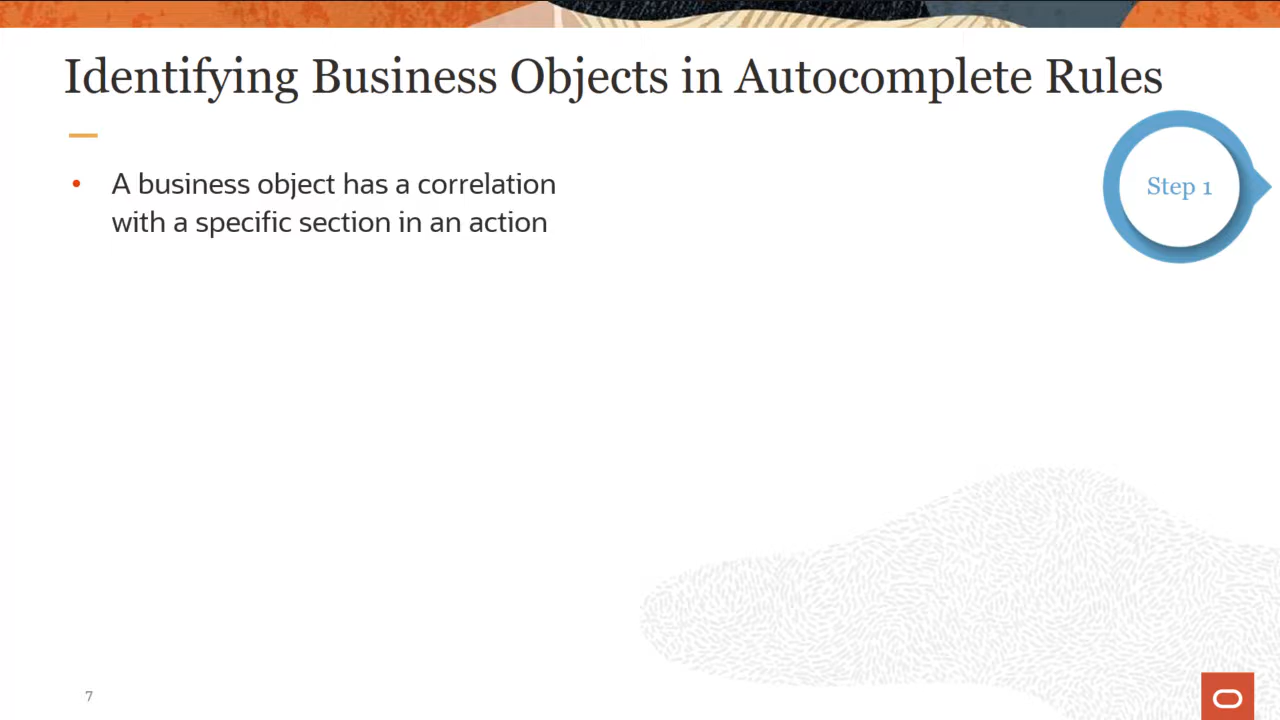 Identifying Business Objects in Autocomplete Rules
• A business object has a correlation
with a specific section in an action
Step 1
7